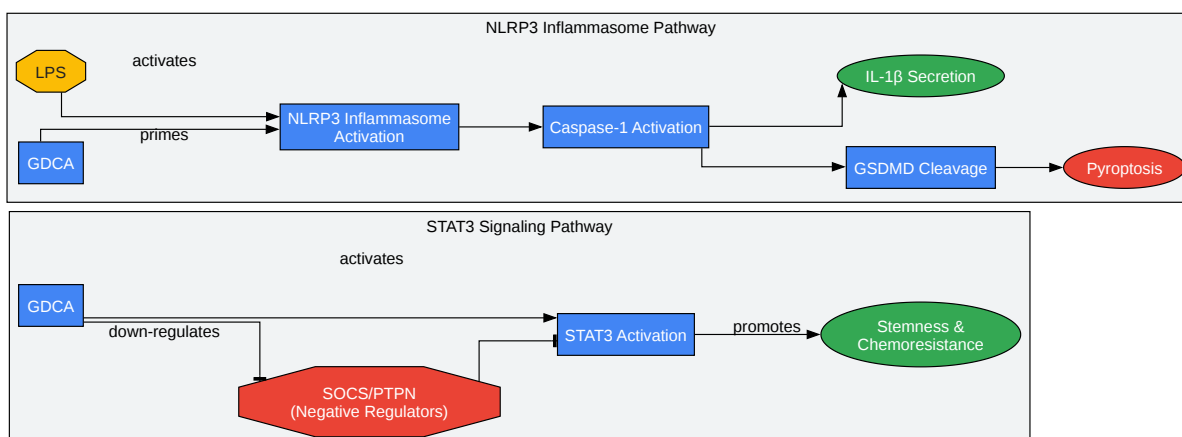 NLRP3 Inflammasome Pathway
LPS
activates
IL-1β Secretion
NLRP3 Inflammasome
Activation
Caspase-1 Activation
primes
GDCA
GSDMD Cleavage
Pyroptosis
STAT3 Signaling Pathway
activates
GDCA
down-regulates
STAT3 Activation
promotes
Stemness &
Chemoresistance
SOCS/PTPN
(Negative Regulators)